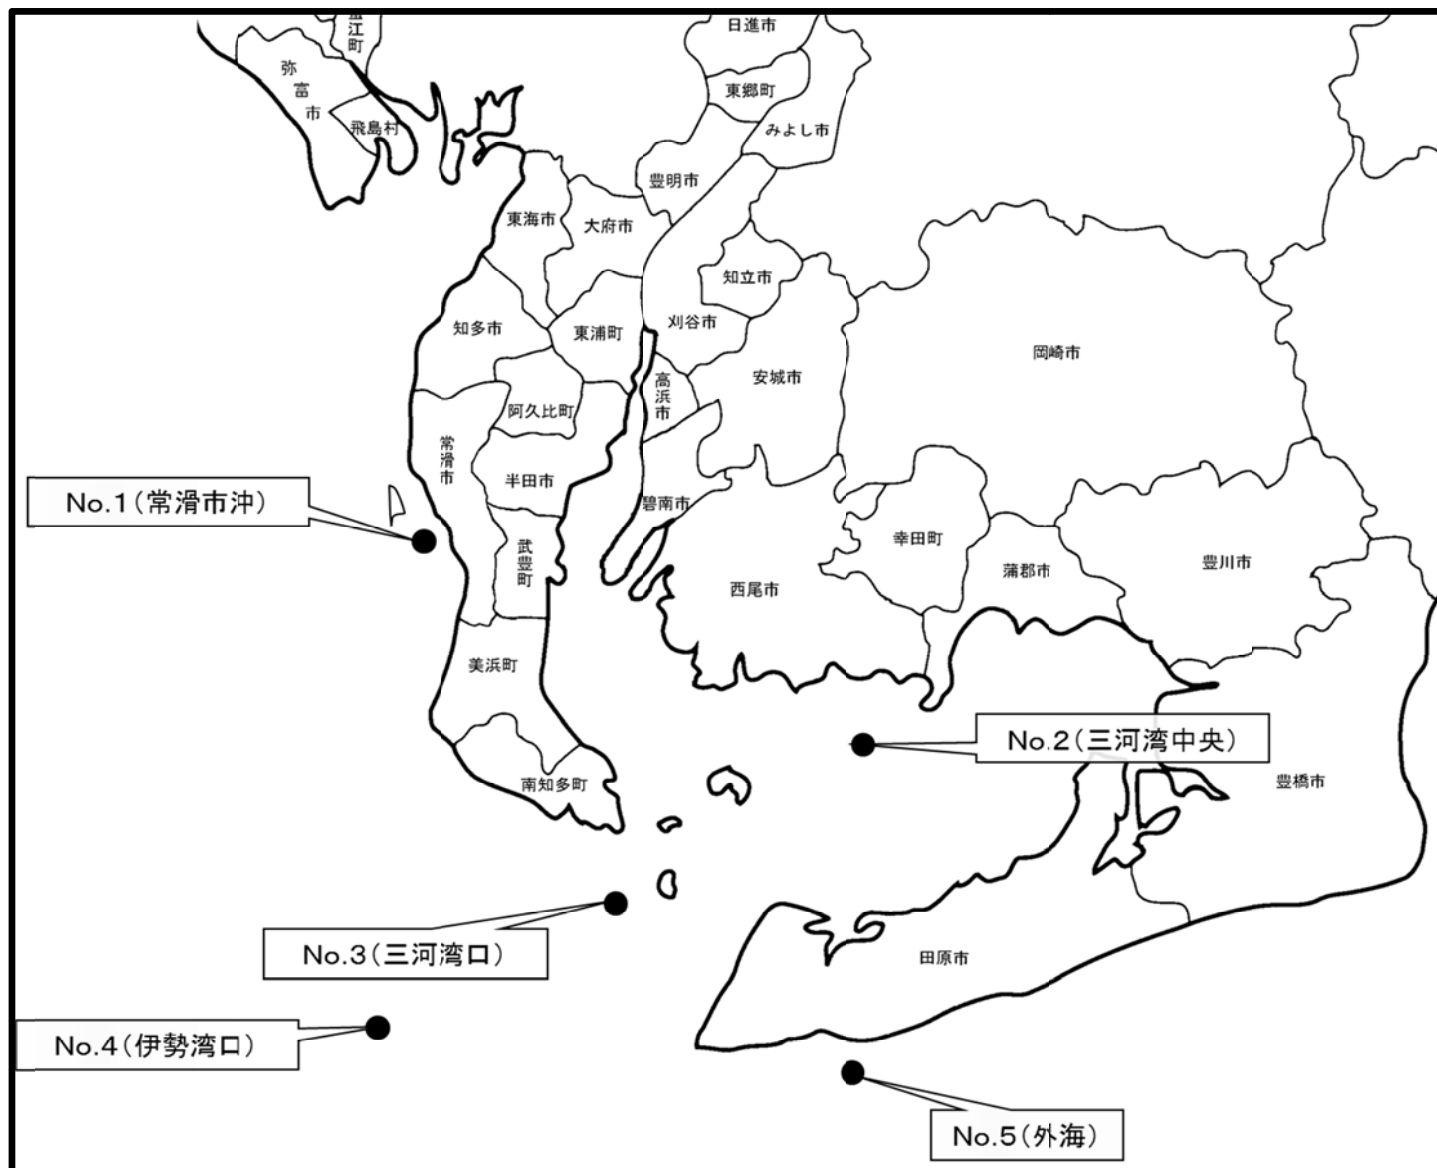 日進市
江町
弥富市
東郷町
飛島村
みよし市
豊明市
東海市
大府市
知立市
知多市
東浦町
刈谷市
岡崎市
安城市
高浜市
阿久比町
常滑市
半田市
No.1(常滑市沖)
碧南市
幸田町
武豊町
豊川市
蒲郡市
西尾市
美浜町
No.2(三河湾中央)
南知多町
豊橋市
No.3(三河湾口)
田原市
No.4(伊勢湾口)
No.5(外海)